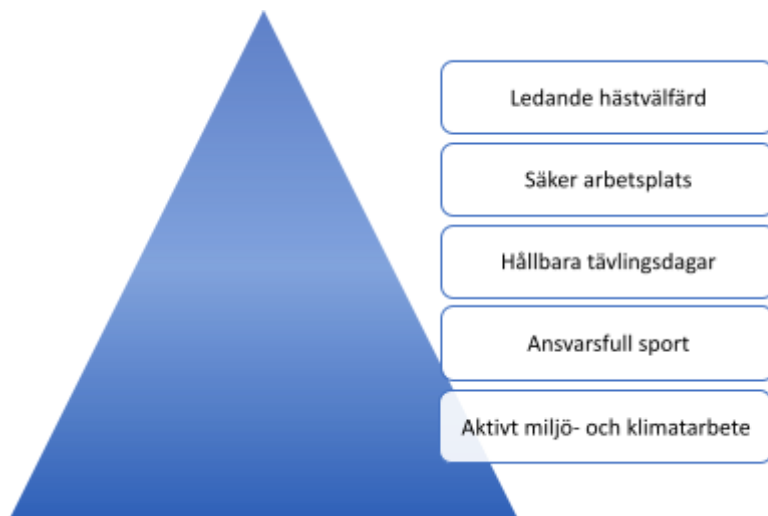 Ledande hästvälfärd
Säker arbetsplats
Hållbara tävlingsdagar
Ansvarsfull sport
Aktivt miljö- och klimatarbete